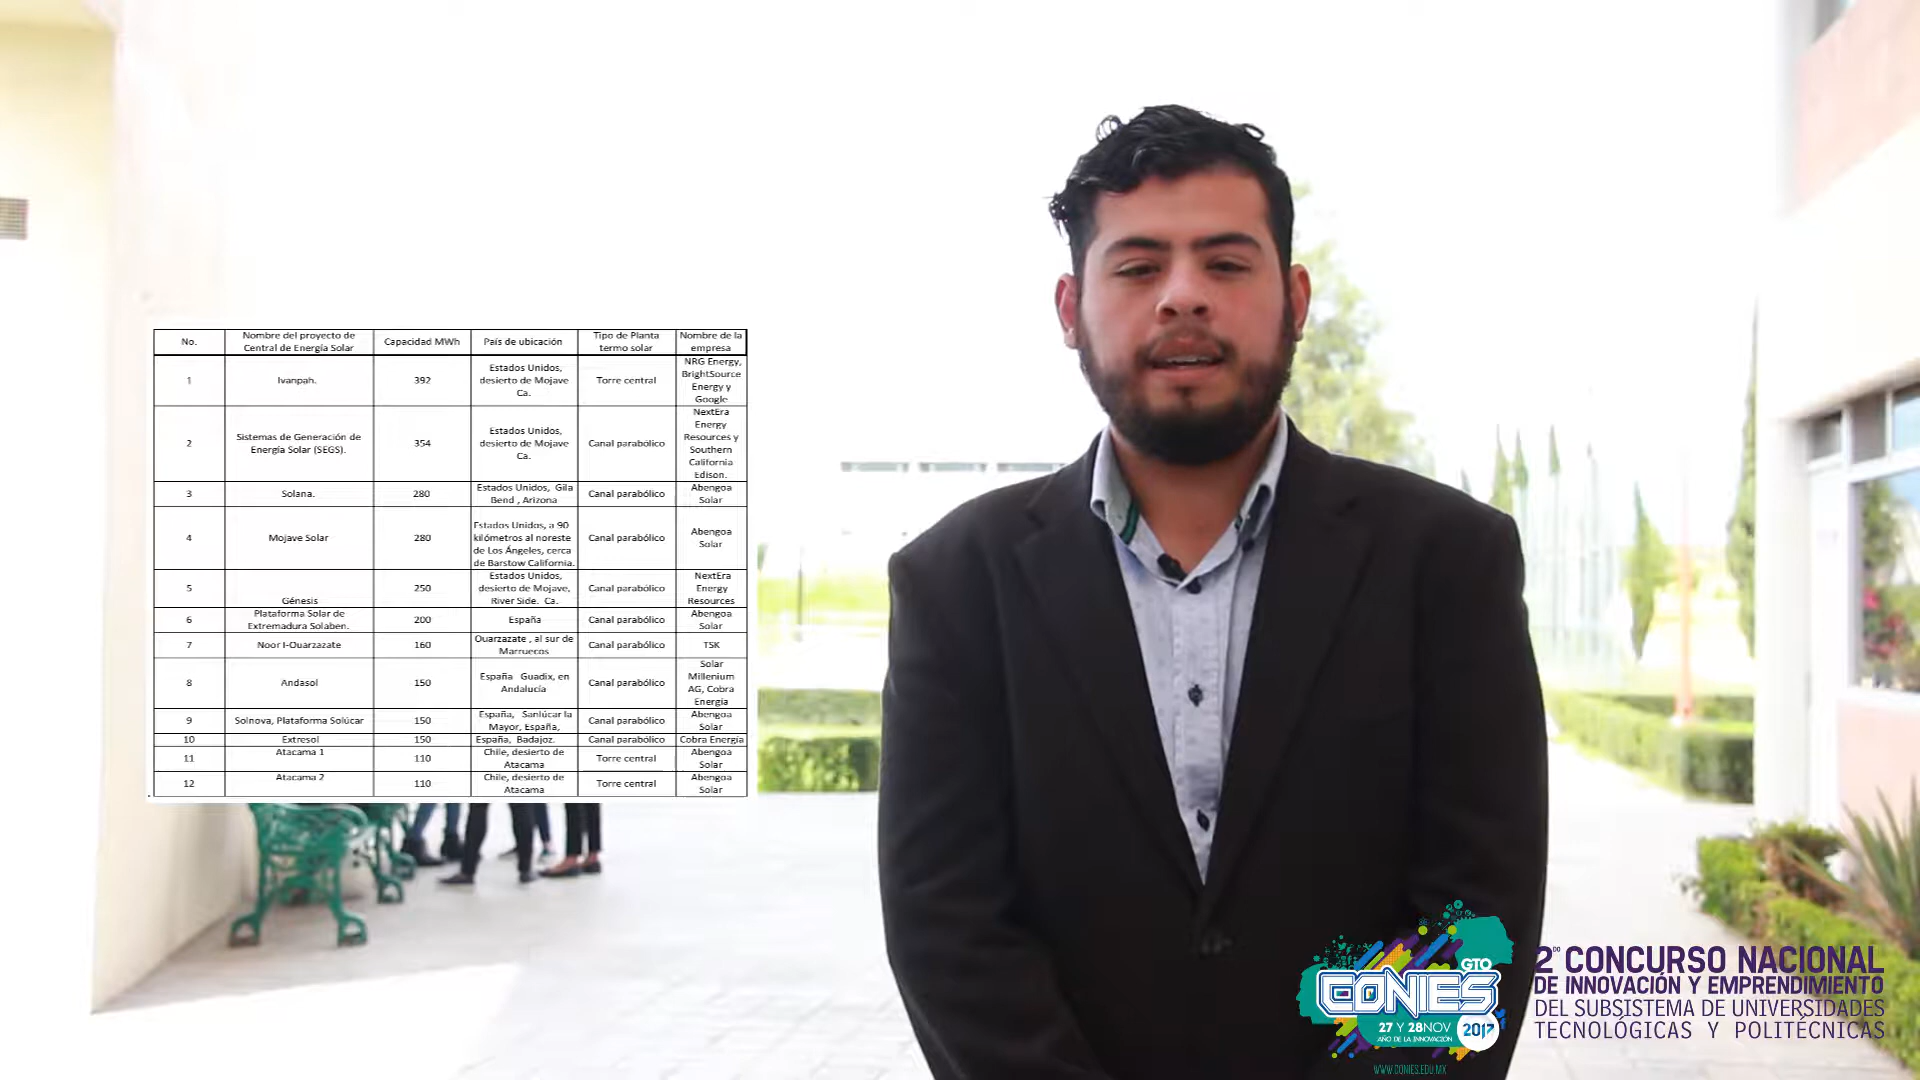 No.
Nombre del proyecto de
Central de Energía Solar
Capacidad MWh
País de ubicación
Tipo de Planta
termo solar
Nombre de la
empresa
1
Ivanpah.
392
Estados Unidos,
desierto de Mojave
Ca.
Torre central
NRG Energy,
BrightSource
Energy y
Google
2
Sistemas de Generación de
Energía Solar (SEGS).
354
Estados Unidos,
desierto de Mojave
Ca.
Canal parabólico
NextEra
Energy
Resources y
Southern
California
Edison.
3
Solana.
280
Estados Unidos, Gila
Bend , Arizona
Canal parabólico
Abengoa
Solar
4
Mojave Solar
280
Estados Unidos, a 90
kilómetros al noreste
de Los Ángeles, cerca
de Barstow California.
Canal parabólico
Abengoa
Solar
5
Génesis
250
Estados Unidos,
desierto de Mojave,
River Side. Ca.
Canal parabólico
NextEra
Energy
Resources
6
Plataforma Solar de
Extremadura Solaben.
200
España
Canal parabólico
Abengoa
Solar
7
Noor I-Ouarzazate
160
Ouarzazate , al sur de
Marruecos
Canal parabólico
TSK
8
Andasol
150
España Guadix, en
Andalucía
Canal parabólico
Solar
Millenium
AG, Cobra
Energía
9
Solnova, Plataforma Solúcar
150
España, Sanlúcar la
Mayor, España,
Canal parabólico
Abengoa
Solar
10
Extresol
150
España, Badajoz.
Canal parabólico
Cobra Energía
11
Atacama 1
110
Chile, desierto de
Atacama
Torre central
Abengoa
Solar
12
Atacama 2
110
Chile, desierto de
Atacama
Torre central
Abengoa
Solar
GTO
CONIES
27 Y 28NOV
2017
AÑO DE LA INNOVACIÓN
WWW.CONIES.EDU.MX
2DO CONCURSO NACIONAL
DE INNOVACIÓN Y EMPRENDIMIENTO
DEL SUBSISTEMA DE UNIVERSIDADES
TECNOLÓGICAS Y POLITÉCNICAS